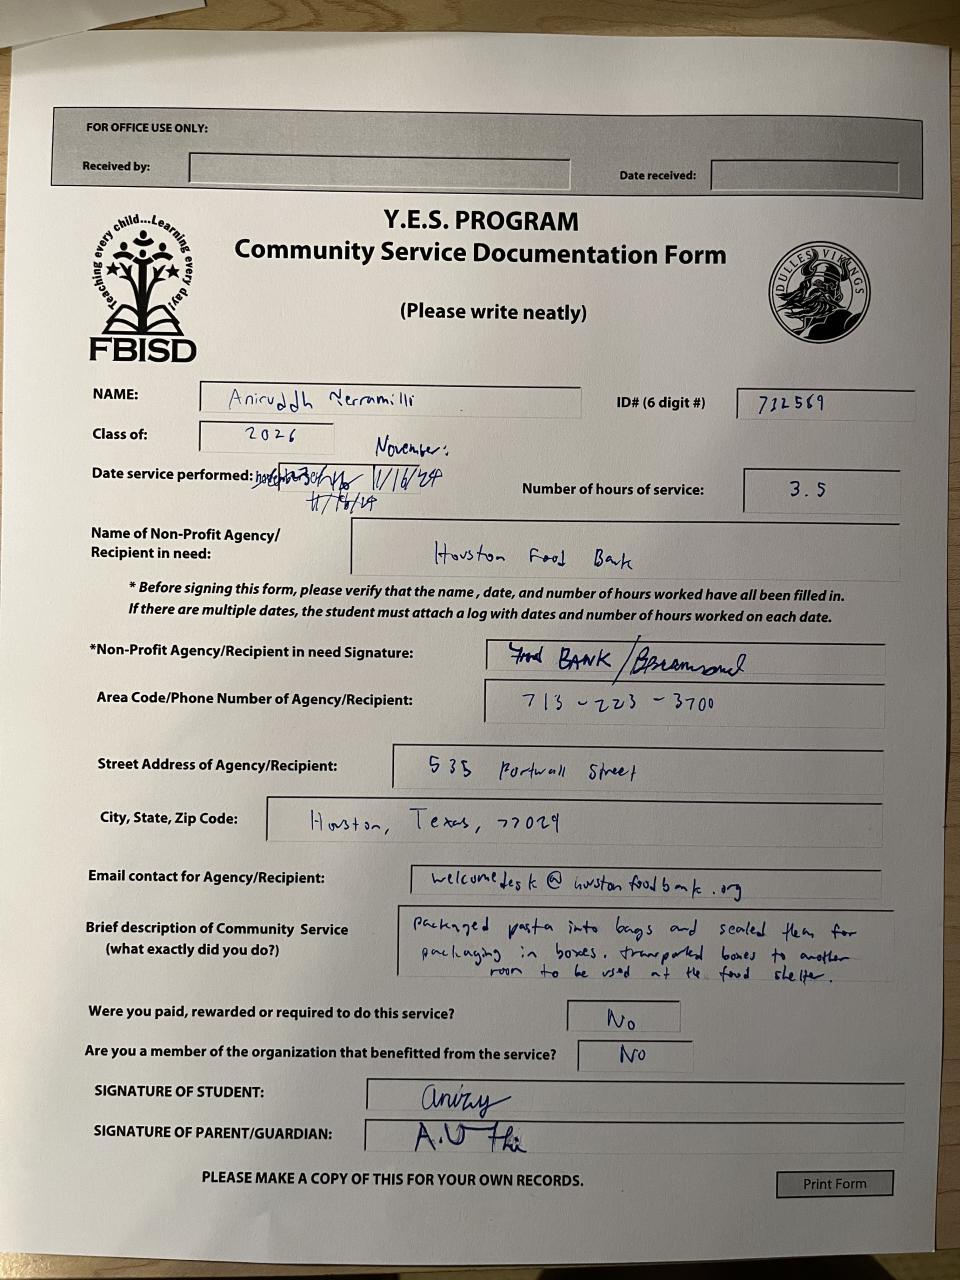 FOR OFFICE USE ONLY:
Received by:
Date received:
Teaching every child...Learning every day!
FBISD
Y.E.S. PROGRAM
Community Service Documentation Form
(Please write neatly)
DULLES VIKINGS
NAME: Aniruddh Yerramilli
ID# (6 digit #) 732569
Class of: 2026
November:
Date service performed: 11/16/24
Number of hours of service: 3.5
Name of Non-Profit Agency/
Recipient in need: Houston Food Bank
* Before signing this form, please verify that the name, date, and number of hours worked have all been filled in.
If there are multiple dates, the student must attach a log with dates and number of hours worked on each date.
*Non-Profit Agency/Recipient in need Signature: Food BANK /
Area Code/Phone Number of Agency/Recipient: 713-223-3700
Street Address of Agency/Recipient: 535 Portwall Street
City, State, Zip Code: Houston, Texas, 77029
Email contact for Agency/Recipient: welcomedesk@houstonfoodbank.org
Brief description of Community Service
(what exactly did you do?)
packaged pasta into bags and sealed them for
packaging in boxes. transported boxes to another
room to be used at the food shelter.
Were you paid, rewarded or required to do this service? No
Are you a member of the organization that benefitted from the service? No
SIGNATURE OF STUDENT:
SIGNATURE OF PARENT/GUARDIAN:
PLEASE MAKE A COPY OF THIS FOR YOUR OWN RECORDS.
Print Form